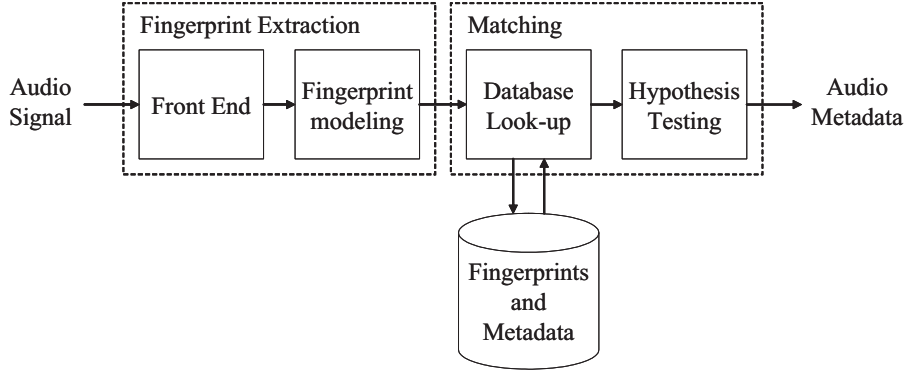 Fingerprint Extraction
Matching
Audio
Signal
Front End
Fingerprint
modeling
Database
Look-up
Hypothesis
Testing
Audio
Metadata
Fingerprints
and
Metadata